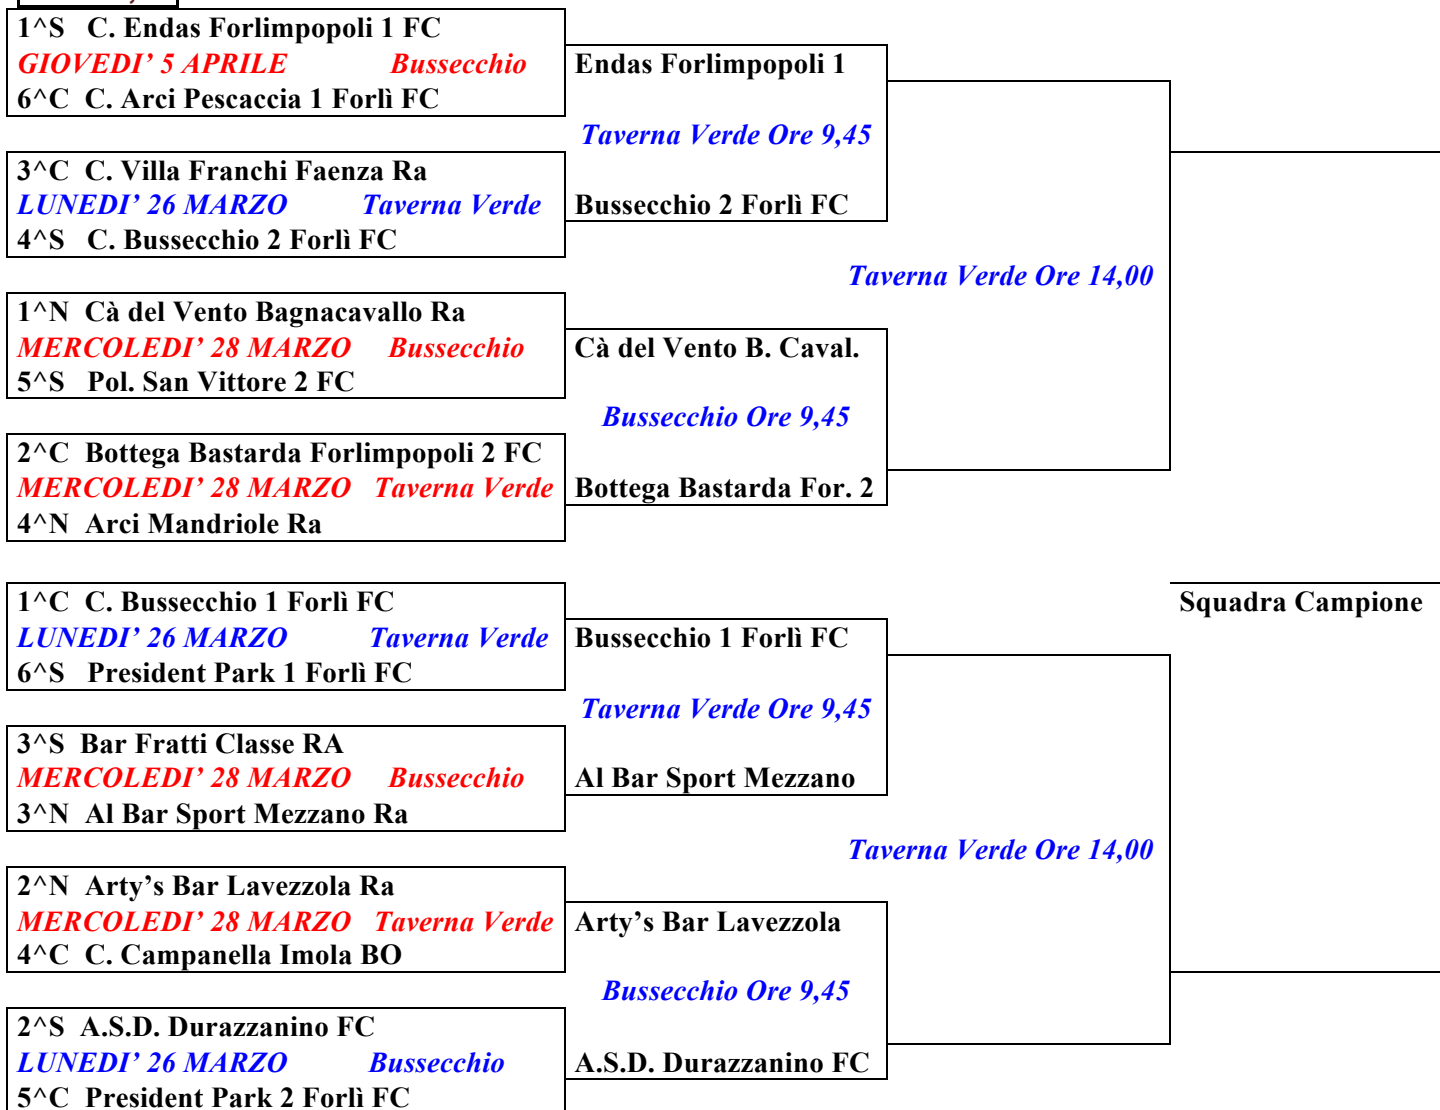 1^S C. Endas Forlimpopoli 1 FC
GIOVEDI’ 5 APRILE Bussecchio
6^C C. Arci Pescaccia 1 Forlì FC
Endas Forlimpopoli 1
Taverna Verde Ore 9,45
3^C C. Villa Franchi Faenza Ra
LUNEDI’ 26 MARZO Taverna Verde
4^S C. Bussecchio 2 Forlì FC
Bussecchio 2 Forlì FC
Taverna Verde Ore 14,00
1^N Cà del Vento Bagnacavallo Ra
MERCOLEDI’ 28 MARZO Bussecchio
5^S Pol. San Vittore 2 FC
Cà del Vento B. Caval.
Bussecchio Ore 9,45
2^C Bottega Bastarda Forlimpopoli 2 FC
MERCOLEDI’ 28 MARZO Taverna Verde
4^N Arci Mandriole Ra
Bottega Bastarda For. 2
1^C C. Bussecchio 1 Forlì FC
LUNEDI’ 26 MARZO Taverna Verde
6^S President Park 1 Forlì FC
Squadra Campione
Bussecchio 1 Forlì FC
Taverna Verde Ore 9,45
3^S Bar Fratti Classe RA
MERCOLEDI’ 28 MARZO Bussecchio
3^N Al Bar Sport Mezzano Ra
Al Bar Sport Mezzano
Taverna Verde Ore 14,00
2^N Arty’s Bar Lavezzola Ra
MERCOLEDI’ 28 MARZO Taverna Verde
4^C C. Campanella Imola BO
Arty’s Bar Lavezzola
Bussecchio Ore 9,45
2^S A.S.D. Durazzanino FC
LUNEDI’ 26 MARZO Bussecchio
5^C President Park 2 Forlì FC
A.S.D. Durazzanino FC